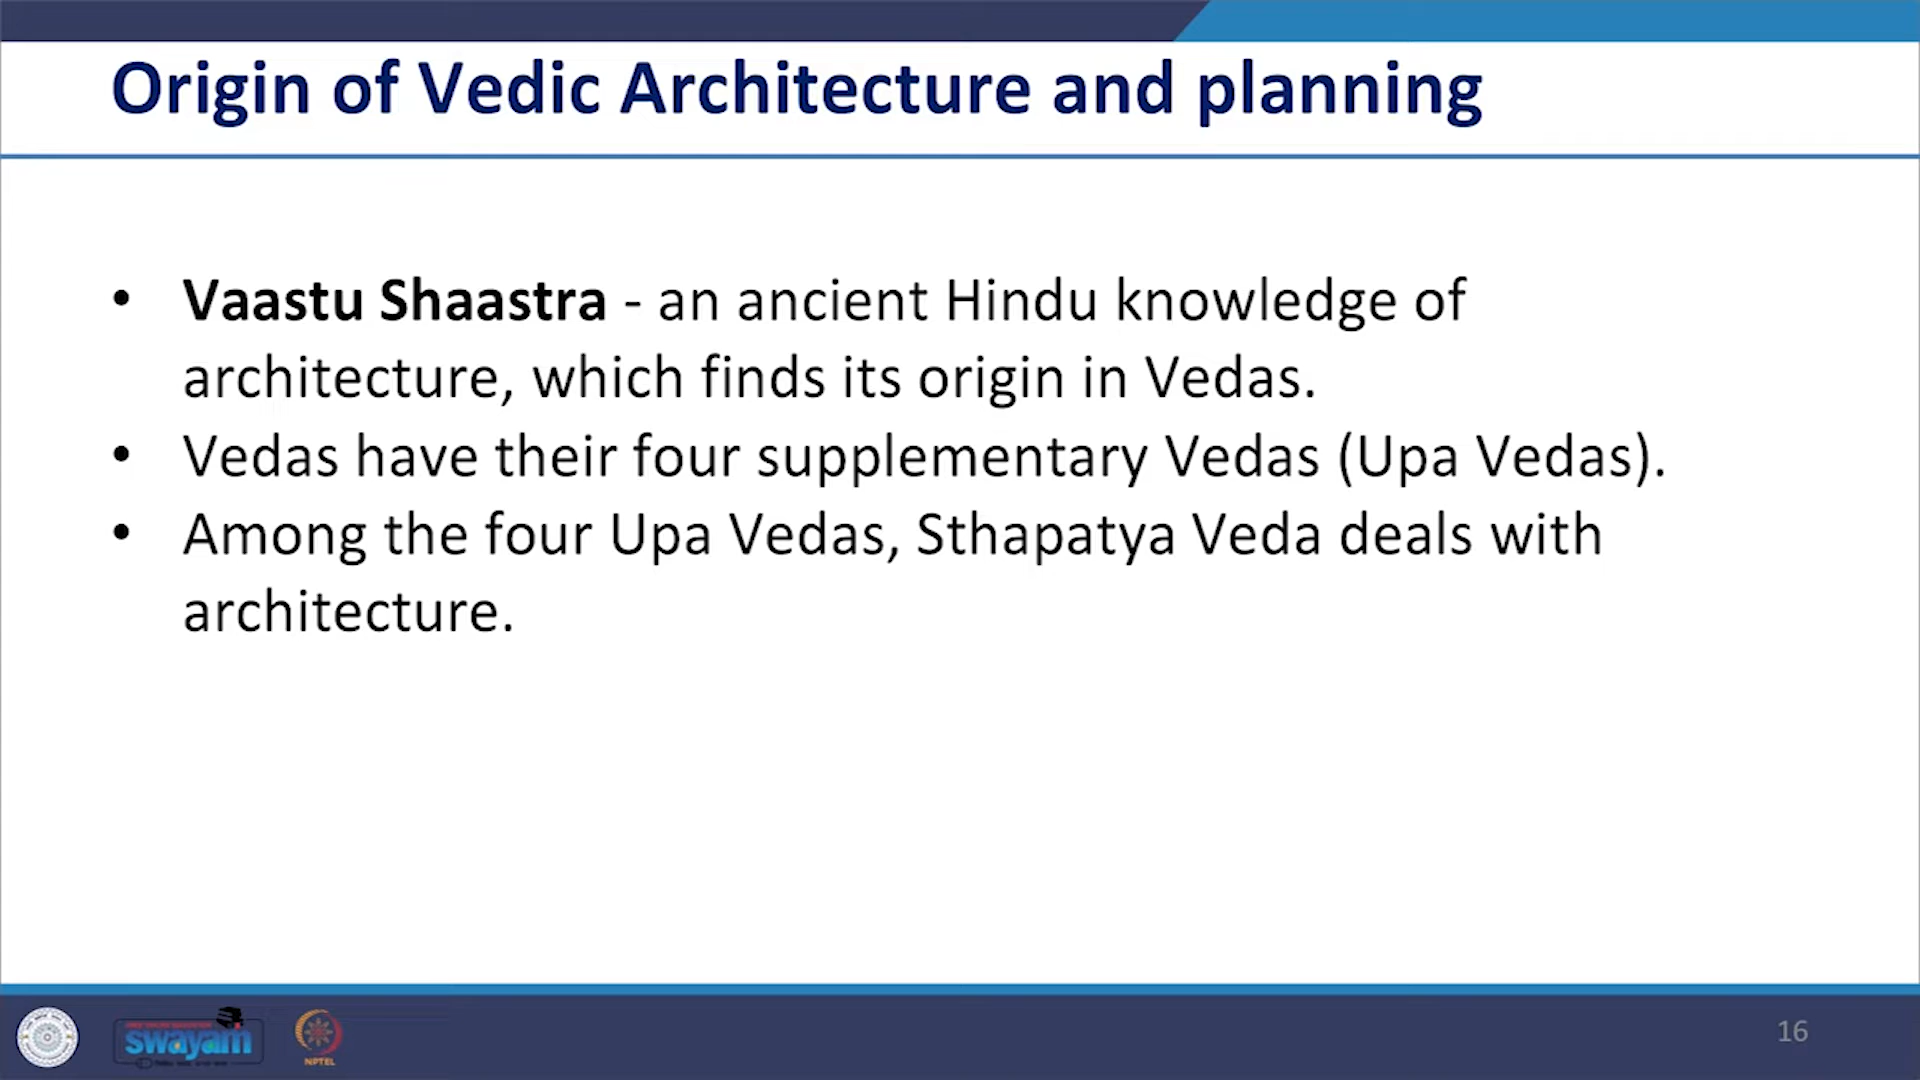 Origin of Vedic Architecture and planning
• Vaastu Shaastra - an ancient Hindu knowledge of
architecture, which finds its origin in Vedas.
• Vedas have their four supplementary Vedas (Upa Vedas).
• Among the four Upa Vedas, Sthapatya Veda deals with
architecture.
swayam
NPTEL
16